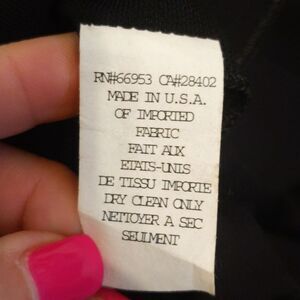 RN#66953 CA#28402
MADE IN U.S.A.
OF IMPORTED
FABRIC
FAIT AUX
ETATS-UNIS
DE TISSU IMPORTE
DRY CLEAN ONLY
NETTOYER A SEC
SEULMENT